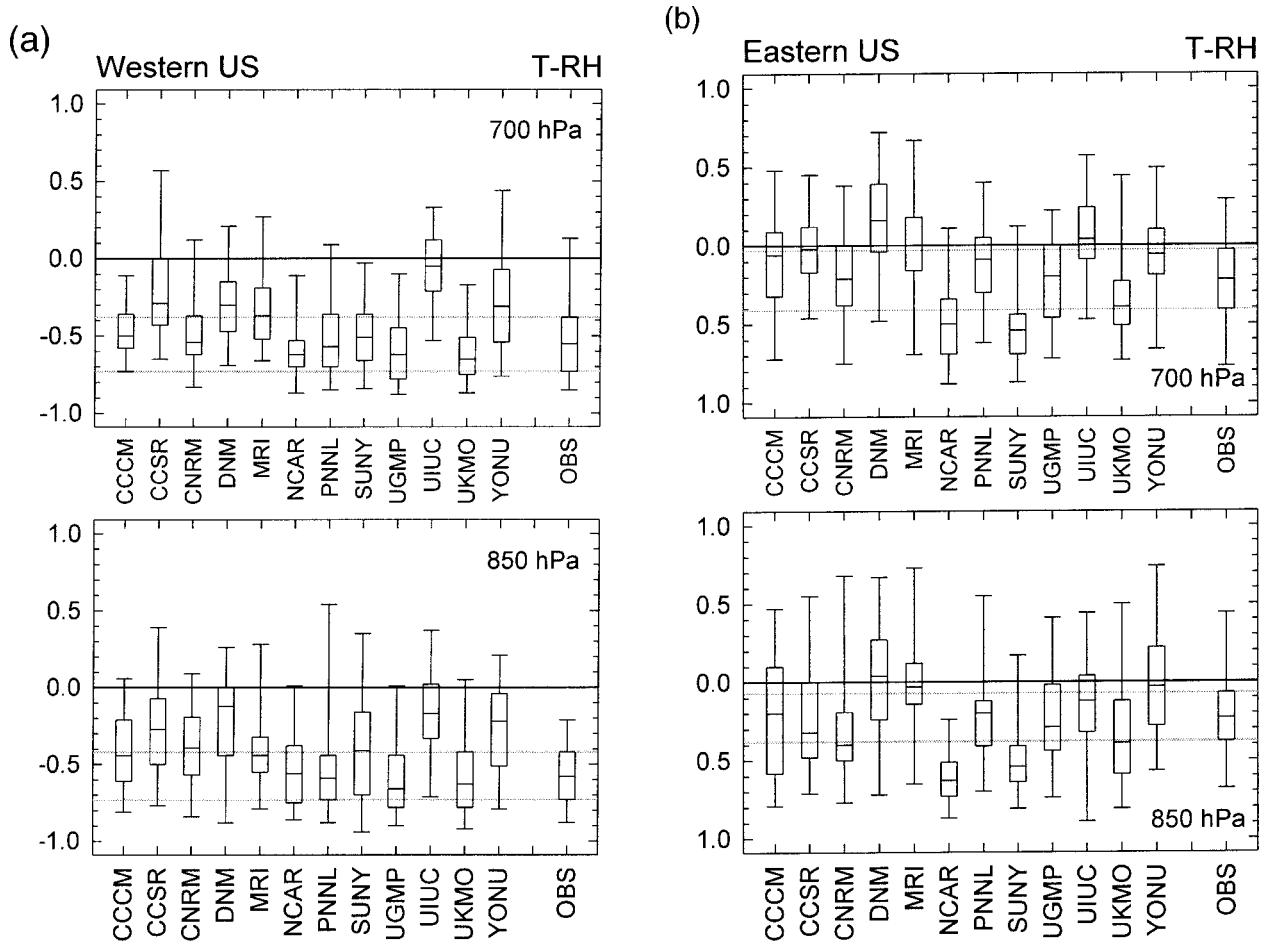 (a)
Western US T-RH
700 hPa
1.0
0.5
0.0
-0.5
-1.0
CCCM CCSR CNRM DNM MRI NCAR PNNL SUNY UGMP UIUC UKMO YONU OBS
850 hPa
1.0
0.5
0.0
-0.5
-1.0
CCCM CCSR CNRM DNM MRI NCAR PNNL SUNY UGMP UIUC UKMO YONU OBS
(b)
Eastern US T-RH
1.0
0.5
0.0
0.5
1.0
700 hPa
CCCM CCSR CNRM DNM MRI NCAR PNNL SUNY UGMP UIUC UKMO YONU OBS
1.0
0.5
0.0
0.5
1.0
850 hPa
CCCM CCSR CNRM DNM MRI NCAR PNNL SUNY UGMP UIUC UKMO YONU OBS